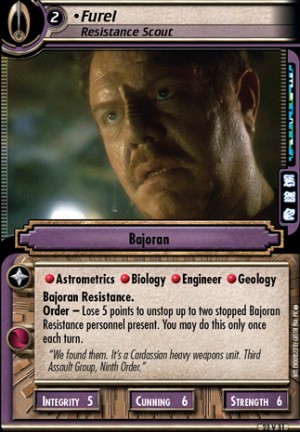 2
•Furel
Resistance Scout
Bajoran
Astrometrics Biology Engineer Geology
Bajoran Resistance.
Order – Lose 5 points to unstop up to two stopped Bajoran
Resistance personnel present. You may do this only once
each turn.
“We found them. It’s a Cardassian heavy weapons unit. Third
Assault Group, Ninth Order.”
INTEGRITY 5 CUNNING 6 STRENGTH 6